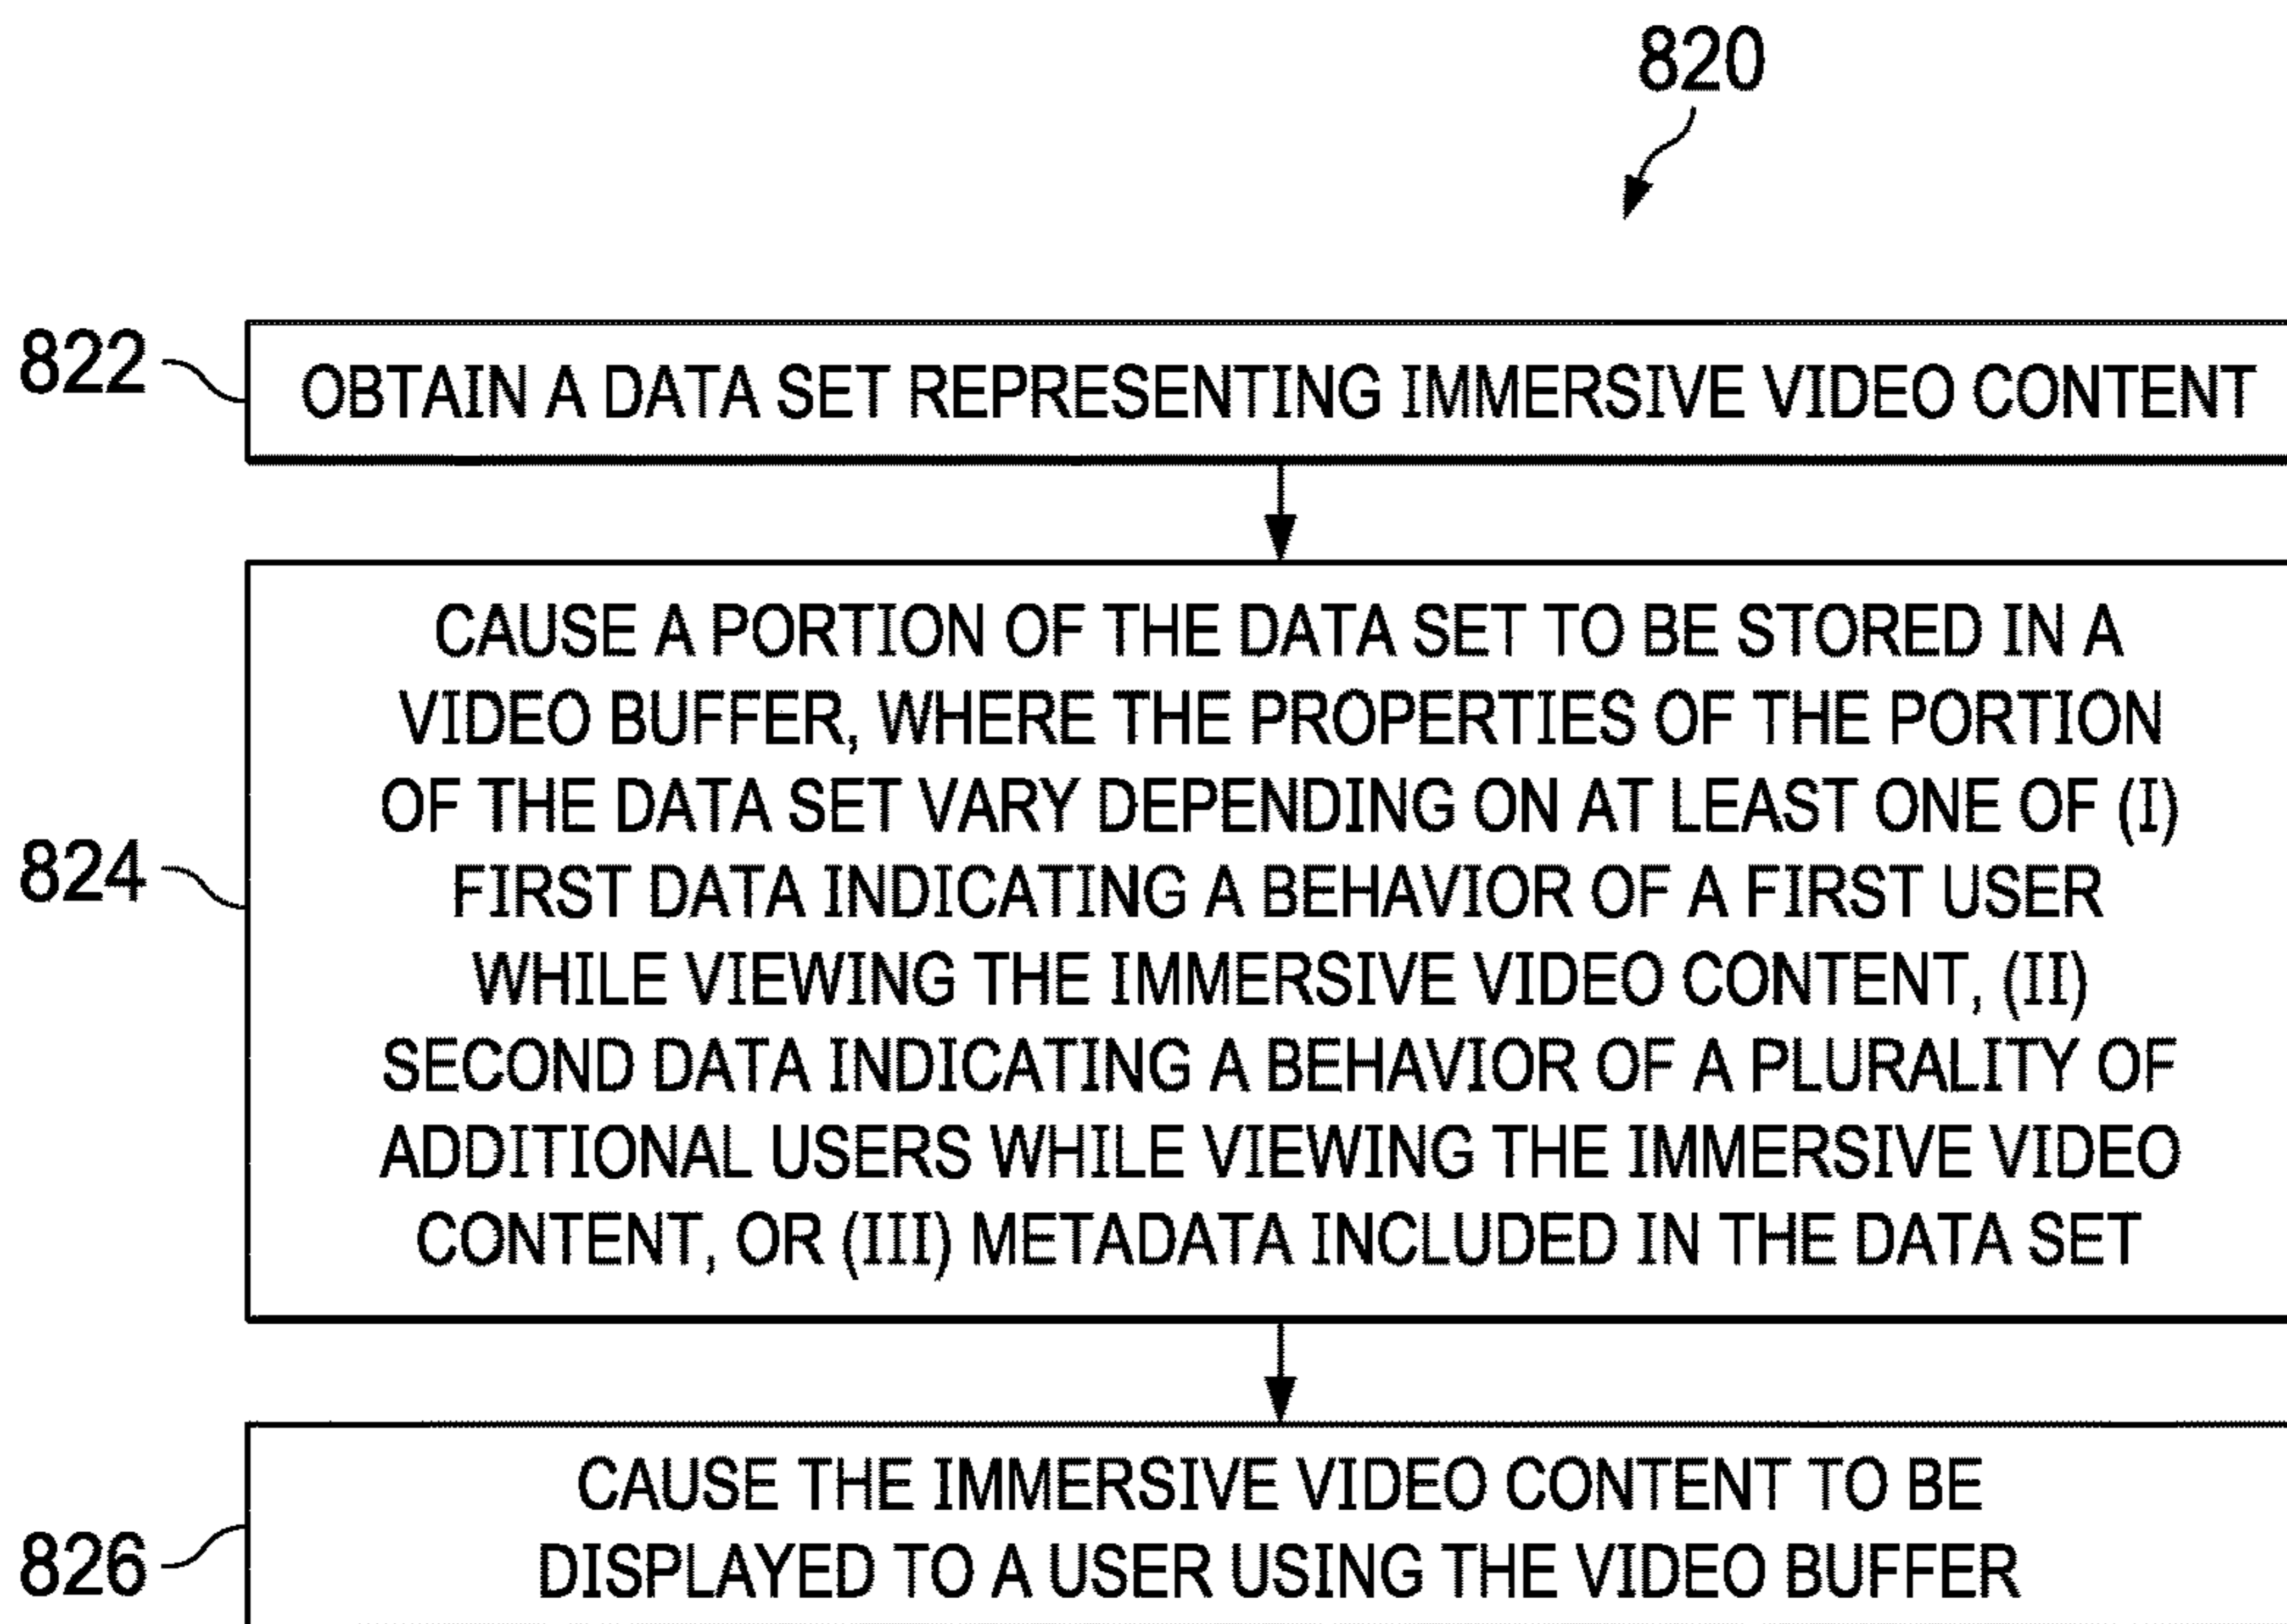 820
822
OBTAIN A DATA SET REPRESENTING IMMERSIVE VIDEO CONTENT
CAUSE A PORTION OF THE DATA SET TO BE STORED IN A
VIDEO BUFFER, WHERE THE PROPERTIES OF THE PORTION
OF THE DATA SET VARY DEPENDING ON AT LEAST ONE OF (I)
824
FIRST DATA INDICATING A BEHAVIOR OF A FIRST USER
WHILE VIEWING THE IMMERSIVE VIDEO CONTENT, (II)
SECOND DATA INDICATING A BEHAVIOR OF A PLURALITY OF
ADDITIONAL USERS WHILE VIEWING THE IMMERSIVE VIDEO
CONTENT, OR (III) METADATA INCLUDED IN THE DATA SET
CAUSE THE IMMERSIVE VIDEO CONTENT TO BE
826
DISPLAYED TO A USER USING THE VIDEO BUFFER